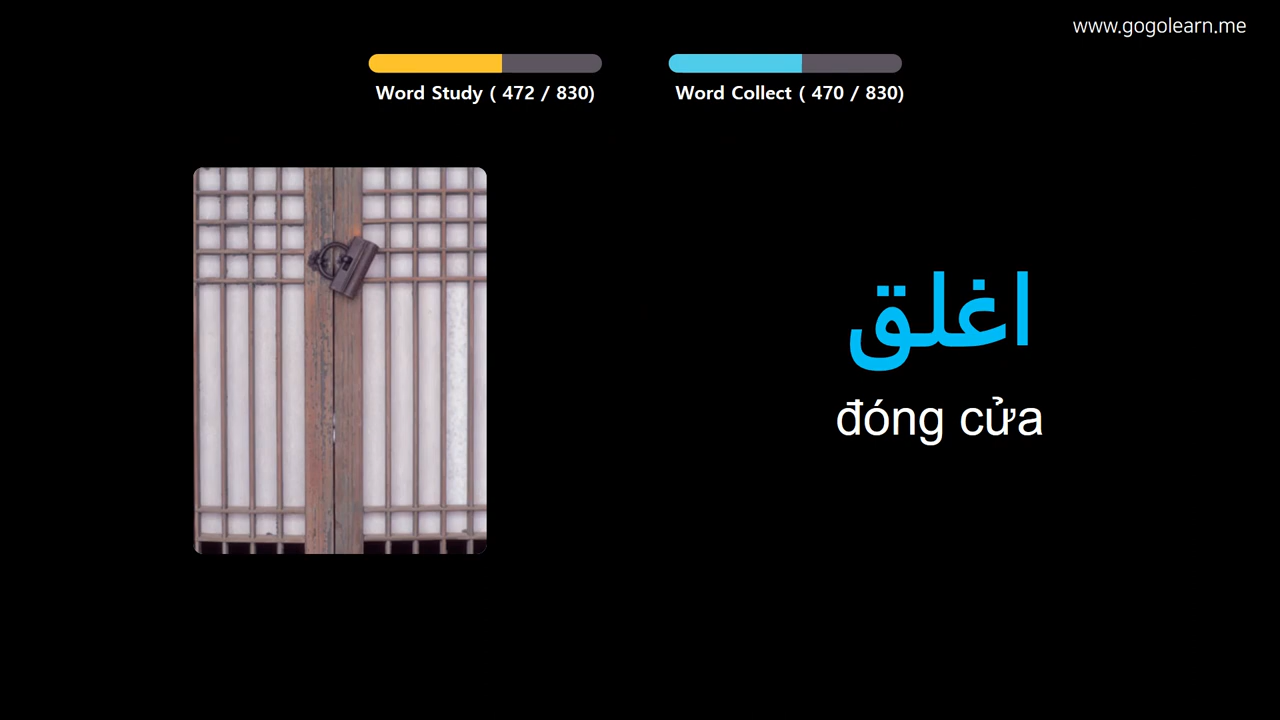 www.gogolearn.me
Word Study ( 472 / 830)
Word Collect ( 470 / 830)
اغلق
đóng cửa